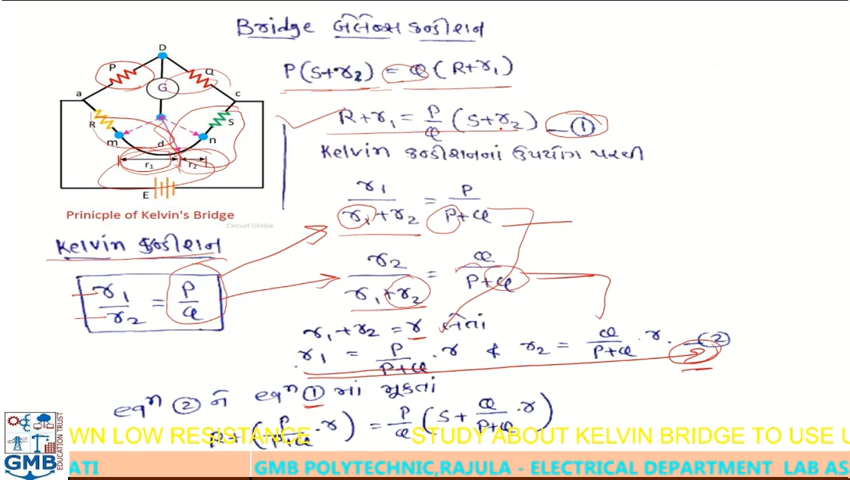 Bridge બેલેન્સ કન્ડીશન
P(S+r₂) = Q(R+r₁)
R+r₁ = P/Q (S+r₂) —①
Kelvin કન્ડીશનનાં ઉપયોગ પરથી
r₁/(r₁+r₂) = P/(P+Q)
r₂/(r₁+r₂) = Q/(P+Q)
r₁+r₂ = r લેતાં
r₁ = P/(P+Q) . r & r₂ = Q/(P+Q) . r. —②
②
eqⁿ ② ને eqⁿ ① માં મૂકતાં
R+(P/(P+Q) . r) = P/Q (S+ Q/(P+Q) . r)
D
P
Q
G
a
c
R
S
m
d
n
r₁
r₂
E
Prinicple of Kelvin's Bridge
Circuit Globe
Kelvin કન્ડીશન
r₁/r₂ = P/Q
GMB
EDUCATION TRUST
WN LOW RESISTANCE
STUDY ABOUT KELVIN BRIDGE TO USE U
ATI
GMB POLYTECHNIC,RAJULA - ELECTRICAL DEPARTMENT LAB AS